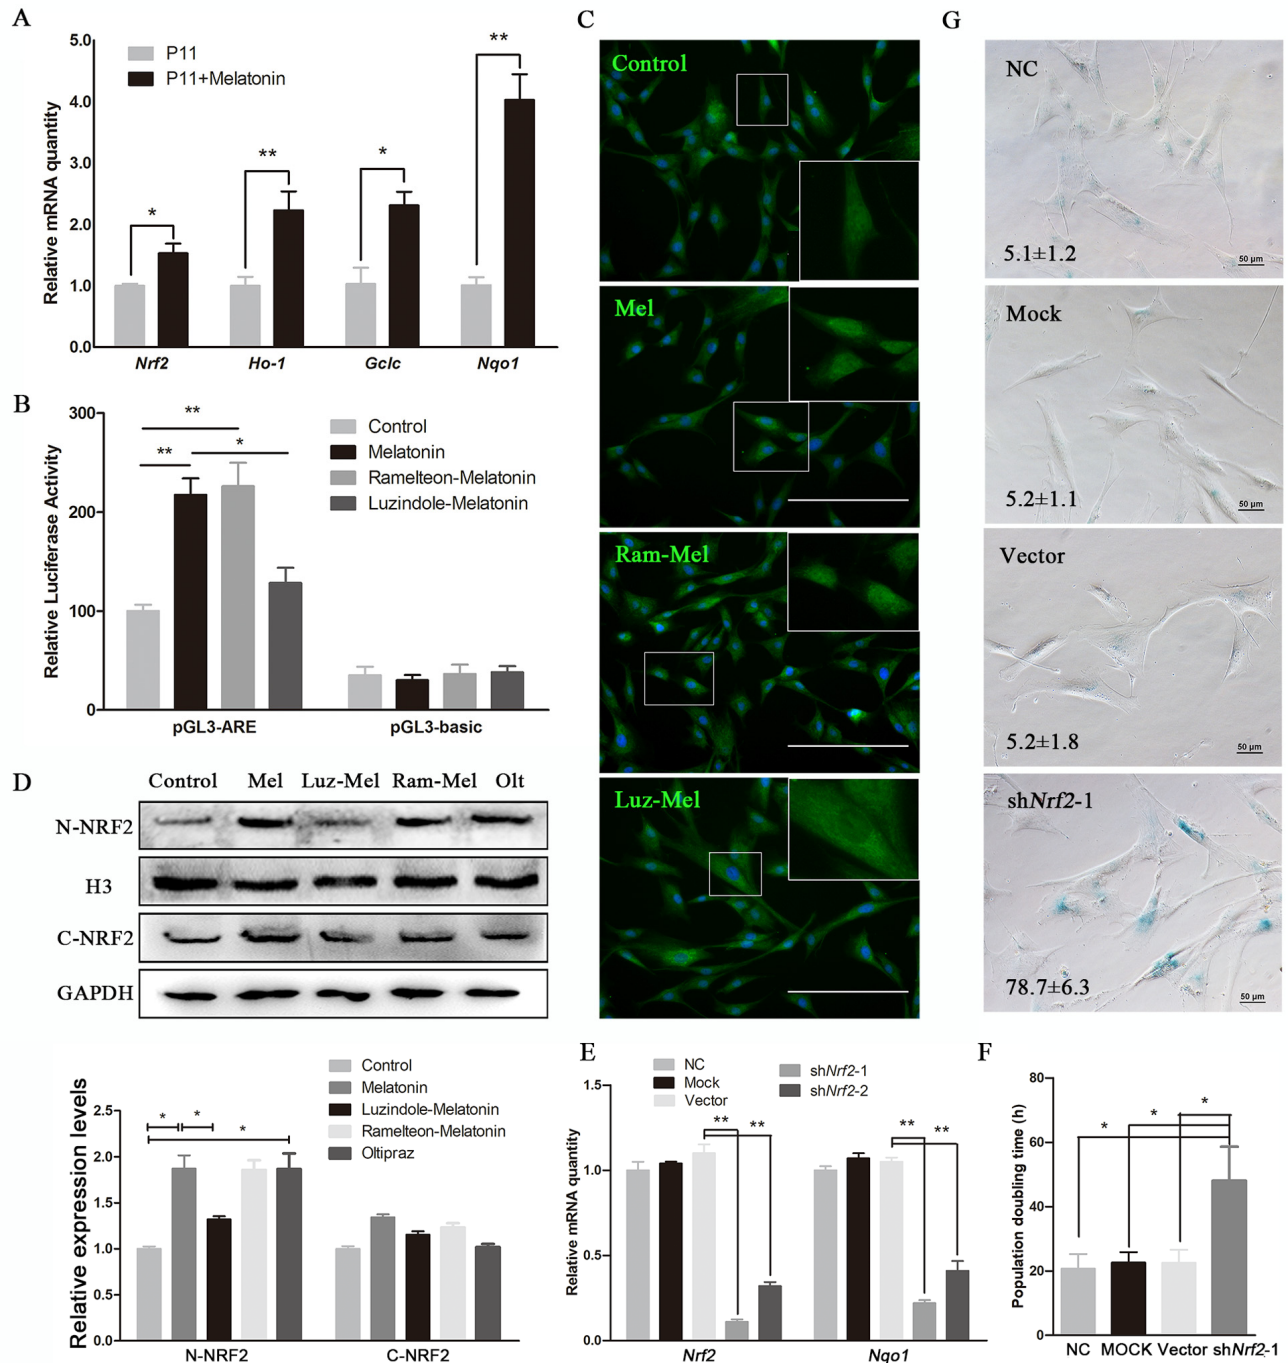 A
5.0
4.0
3.0
2.0
1.0
0.0
Relative mRNA quantity
P11
P11+Melatonin
*
**
*
**
Nrf2 Ho-1 Gclc Nqo1
B
300
200
100
0
Relative Luciferase Activity
**
**
*
Control
Melatonin
Ramelteon-Melatonin
Luzindole-Melatonin
pGL3-ARE pGL3-basic
C
Control
Mel
Ram-Mel
Luz-Mel
D
Control Mel Luz-Mel Ram-Mel Olt
N-NRF2
H3
C-NRF2
GAPDH
Control
Melatonin
Luzindole-Melatonin
Ramelteon-Melatonin
Oltipraz
2.5
2.0
1.5
1.0
0.5
0.0
Relative expression levels
* *
*
N-NRF2 C-NRF2
E
NC
Mock
Vector
shNrf2-1
shNrf2-2
1.5
1.0
0.5
0.0
Relative mRNA quantity
** **
** **
Nrf2 Nqo1
F
80
60
40
20
0
Population doubling time (h)
* * *
NC MOCK Vector shNrf2-1
G
NC
5.1±1.2
50 μm
Mock
5.2±1.1
50 μm
Vector
5.2±1.8
50 μm
shNrf2-1
78.7±6.3
50 μm